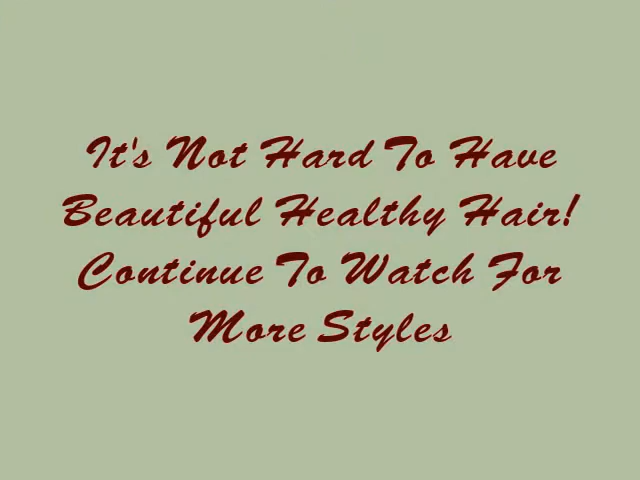 It's Not Hard To Have
Beautiful Healthy Hair!
Continue To Watch For
More Styles